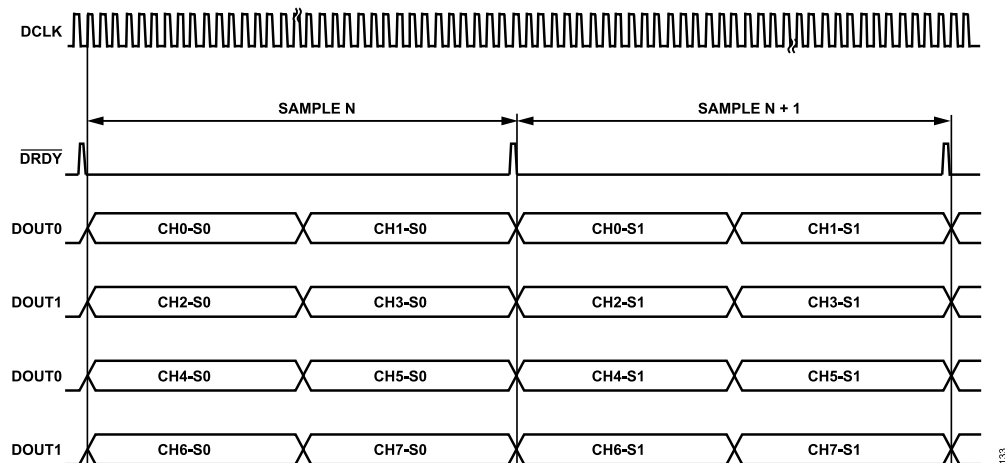 DCLK
SAMPLE N SAMPLE N + 1
DRDY
DOUT0 CH0-S0 CH1-S0 CH0-S1 CH1-S1
DOUT1 CH2-S0 CH3-S0 CH2-S1 CH3-S1
DOUT0 CH4-S0 CH5-S0 CH4-S1 CH5-S1
DOUT1 CH6-S0 CH7-S0 CH6-S1 CH7-S1
133